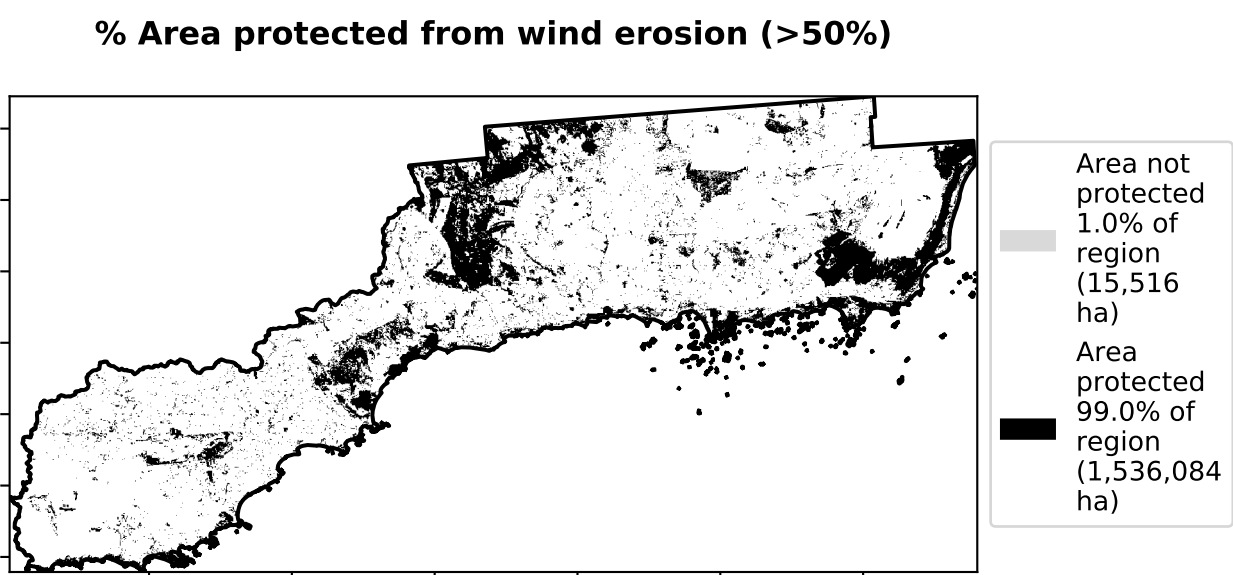 % Area protected from wind erosion (>50%)
Area not
protected
1.0% of
region
(15,516
ha)
Area
protected
99.0% of
region
(1,536,084
ha)